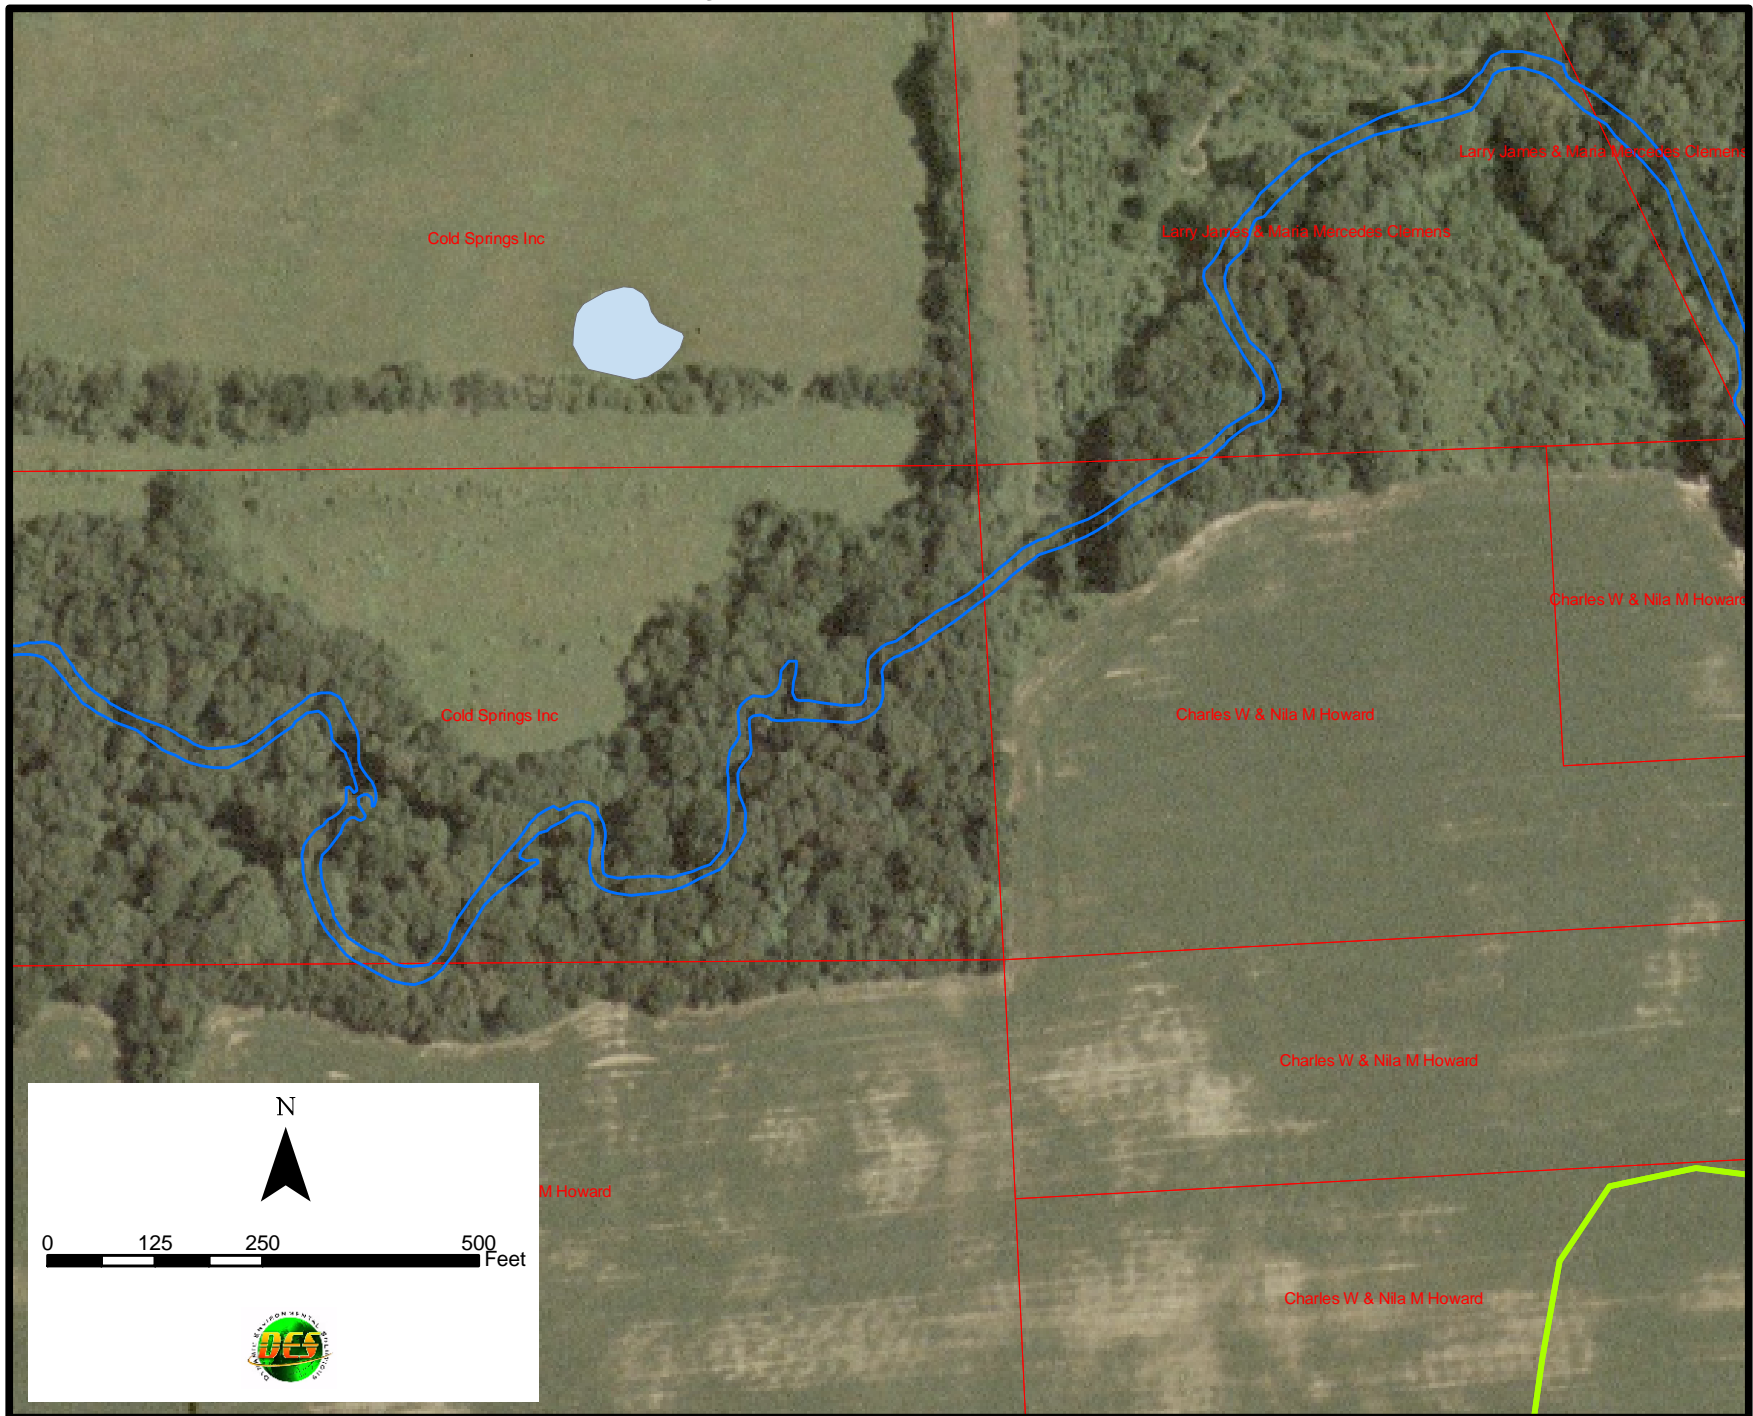 Larry James & Maria Mercedes Clemens
Larry James & Maria Mercedes Clemens
Cold Springs Inc
Charles W & Nila M Howard
Charles W & Nila M Howard
Cold Springs Inc
Charles W & Nila M Howard
M Howard
Charles W & Nila M Howard
N
0 125 250 500
Feet
DES